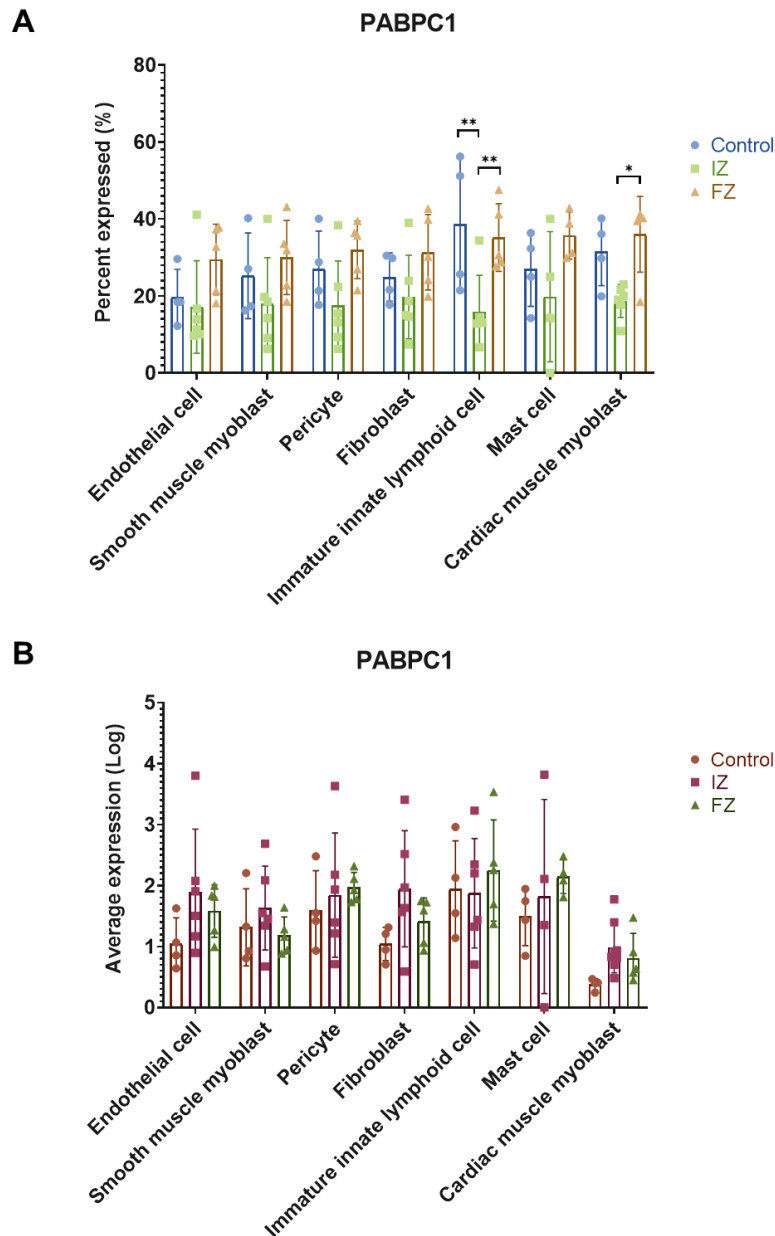 A
PABPC1
Percent expressed (%)
80
60
40
20
0
**
**
*
Control
IZ
FZ
Endothelial cell
Smooth muscle myoblast
Pericyte
Fibroblast
Immature innate lymphoid cell
Mast cell
Cardiac muscle myoblast
B
PABPC1
Average expression (Log)
5
4
3
2
1
0
Control
IZ
FZ
Endothelial cell
Smooth muscle myoblast
Pericyte
Fibroblast
Immature innate lymphoid cell
Mast cell
Cardiac muscle myoblast